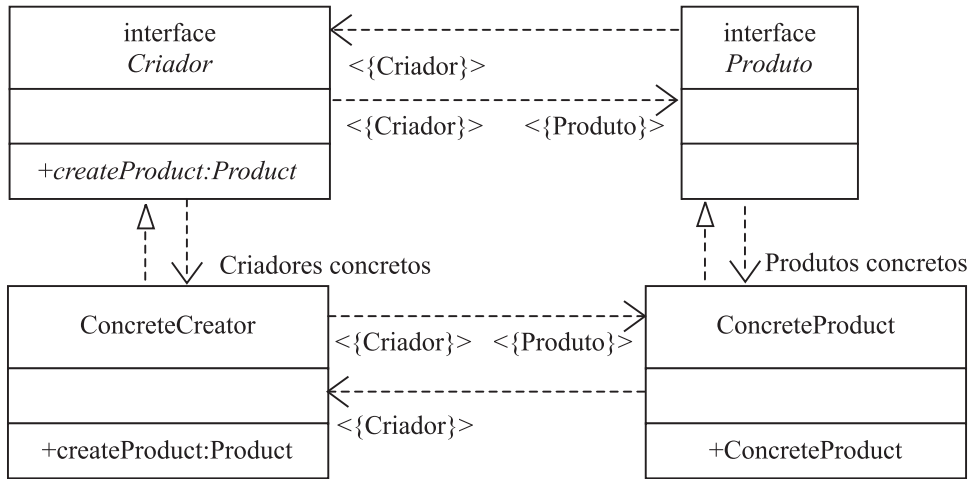 interface
Criador
+createProduct:Product
interface
Produto
<{Criador}>
<{Criador}>
<{Produto}>
Criadores concretos
Produtos concretos
ConcreteCreator
+createProduct:Product
ConcreteProduct
+ConcreteProduct
<{Criador}>
<{Produto}>
<{Criador}>